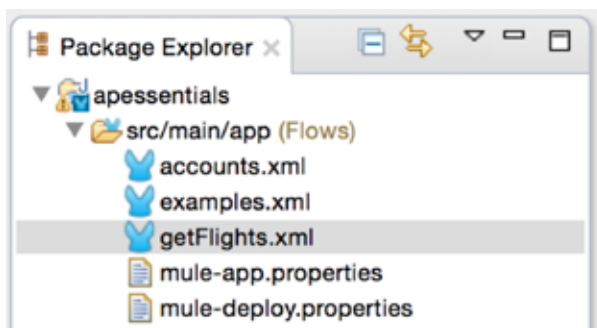 Package Explorer
apessentials
src/main/app (Flows)
accounts.xml
examples.xml
getFlights.xml
mule-app.properties
mule-deploy.properties